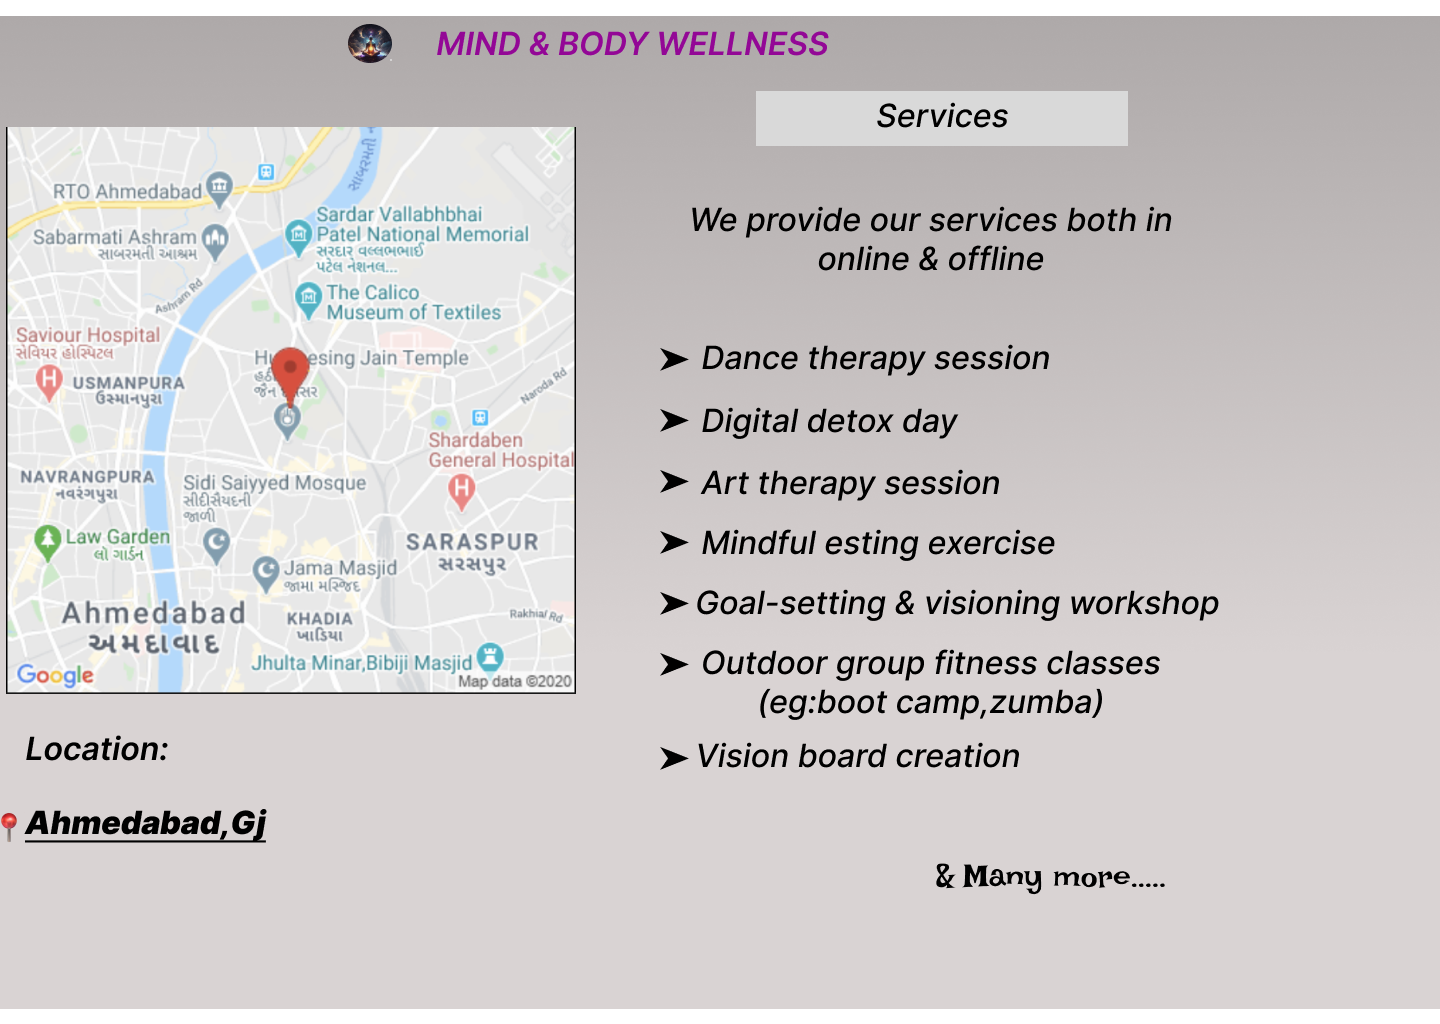 MIND & BODY WELLNESS
Services
We provide our services both in
online & offline
Dance therapy session
Digital detox day
Art therapy session
Mindful esting exercise
Goal-setting & visioning workshop
Outdoor group fitness classes
(eg:boot camp,zumba)
Vision board creation
& Many more.....
સાબરમતી
RTO Ahmedabad
Sardar Vallabhbhai
Patel National Memorial
સરદાર વલ્લભભાઈ
પટેલ નેશનલ...
Sabarmati Ashram
સાબરમતી આશ્રમ
Ashram Rd
The Calico
Museum of Textiles
Saviour Hospital
સેવિયર હોસ્પિટલ
esing Jain Temple
જૈન
USMANPURA
ઉસ્માનપુરા
Naroda Rd
Shardaben
General Hospital
NAVRANGPURA
નવરંગપુરા
Sidi Saiyyed Mosque
સીદીસૈયદની
જાળી
Law Garden
લો ગાર્ડન
SARASPUR
સરસપુર
Jama Masjid
જામા મસ્જિદ
Ahmedabad
અમદાવાદ
KHADIA
ખાડિયા
Rakhial Rd
Jhulta Minar,Bibiji Masjid
Google
Map data ©2020
Location:
Ahmedabad,Gj